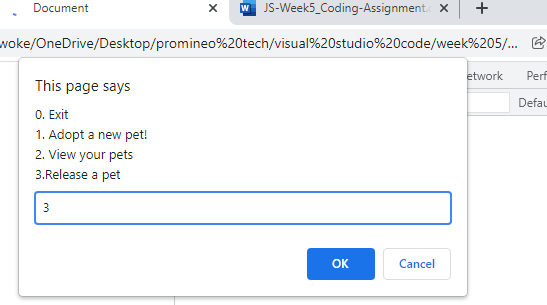 Document
JS-Week5_Coding-Assignment.
woke/OneDrive/Desktop/promineo%20tech/visual%20studio%20code/week%205/...
etwork Perf
Defau
This page says
0. Exit
1. Adopt a new pet!
2. View your pets
3.Release a pet
3
OK Cancel